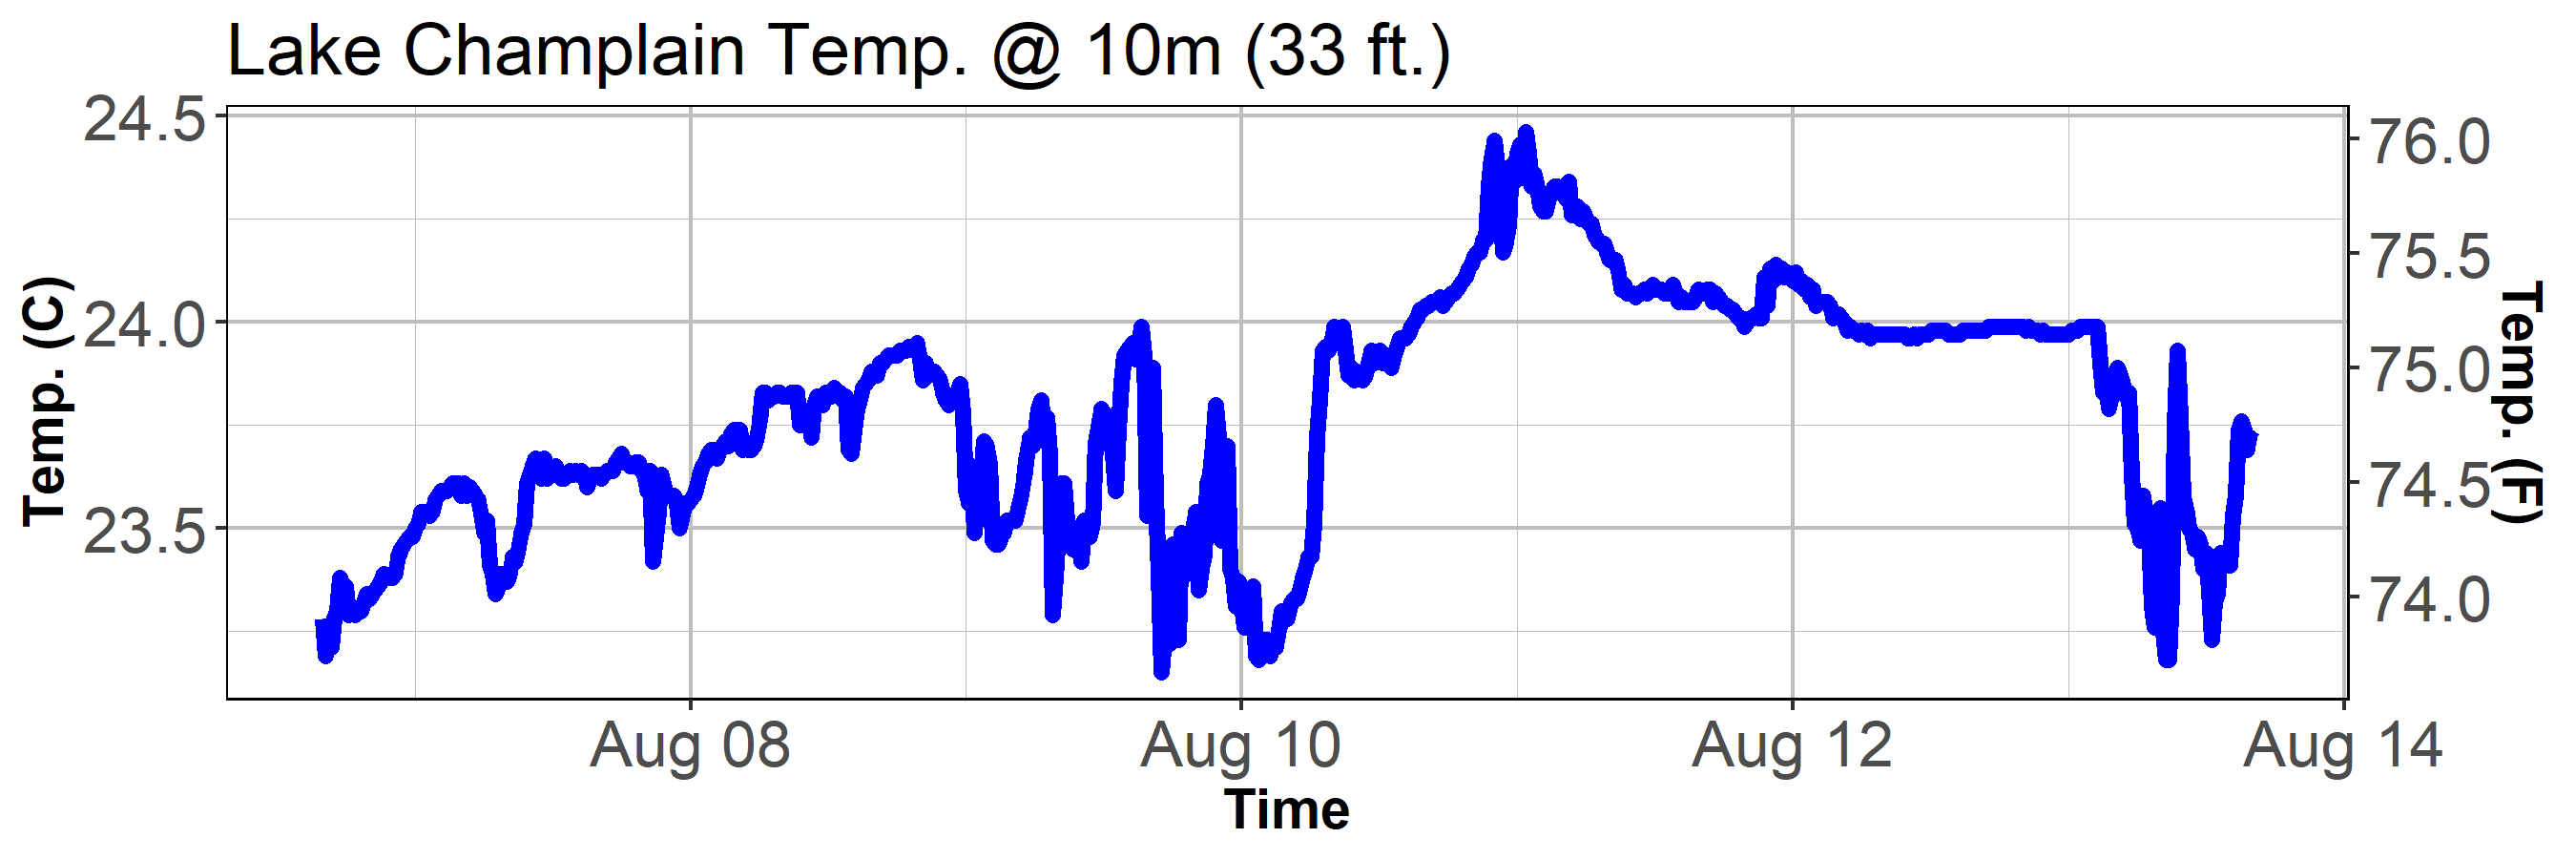 Lake Champlain Temp. @ 10m (33 ft.)
24.5
24.0
23.5
Temp. (C)
76.0
75.5
75.0
74.5
74.0
Temp. (F)
Aug 08 Aug 10 Aug 12 Aug 14
Time